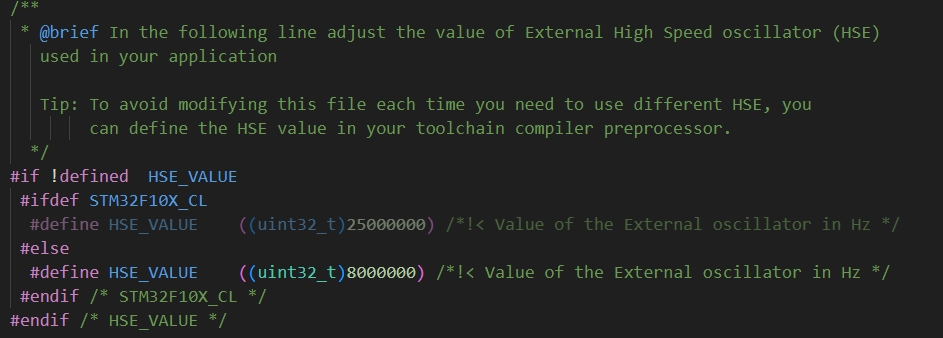 /**
 * @brief In the following line adjust the value of External High Speed oscillator (HSE)
   used in your application

   Tip: To avoid modifying this file each time you need to use different HSE, you
        can define the HSE value in your toolchain compiler preprocessor.
  */
#if !defined  HSE_VALUE
 #ifdef STM32F10X_CL
  #define HSE_VALUE    ((uint32_t)25000000) /*!< Value of the External oscillator in Hz */
 #else
  #define HSE_VALUE    ((uint32_t)8000000) /*!< Value of the External oscillator in Hz */
 #endif /* STM32F10X_CL */
#endif /* HSE_VALUE */